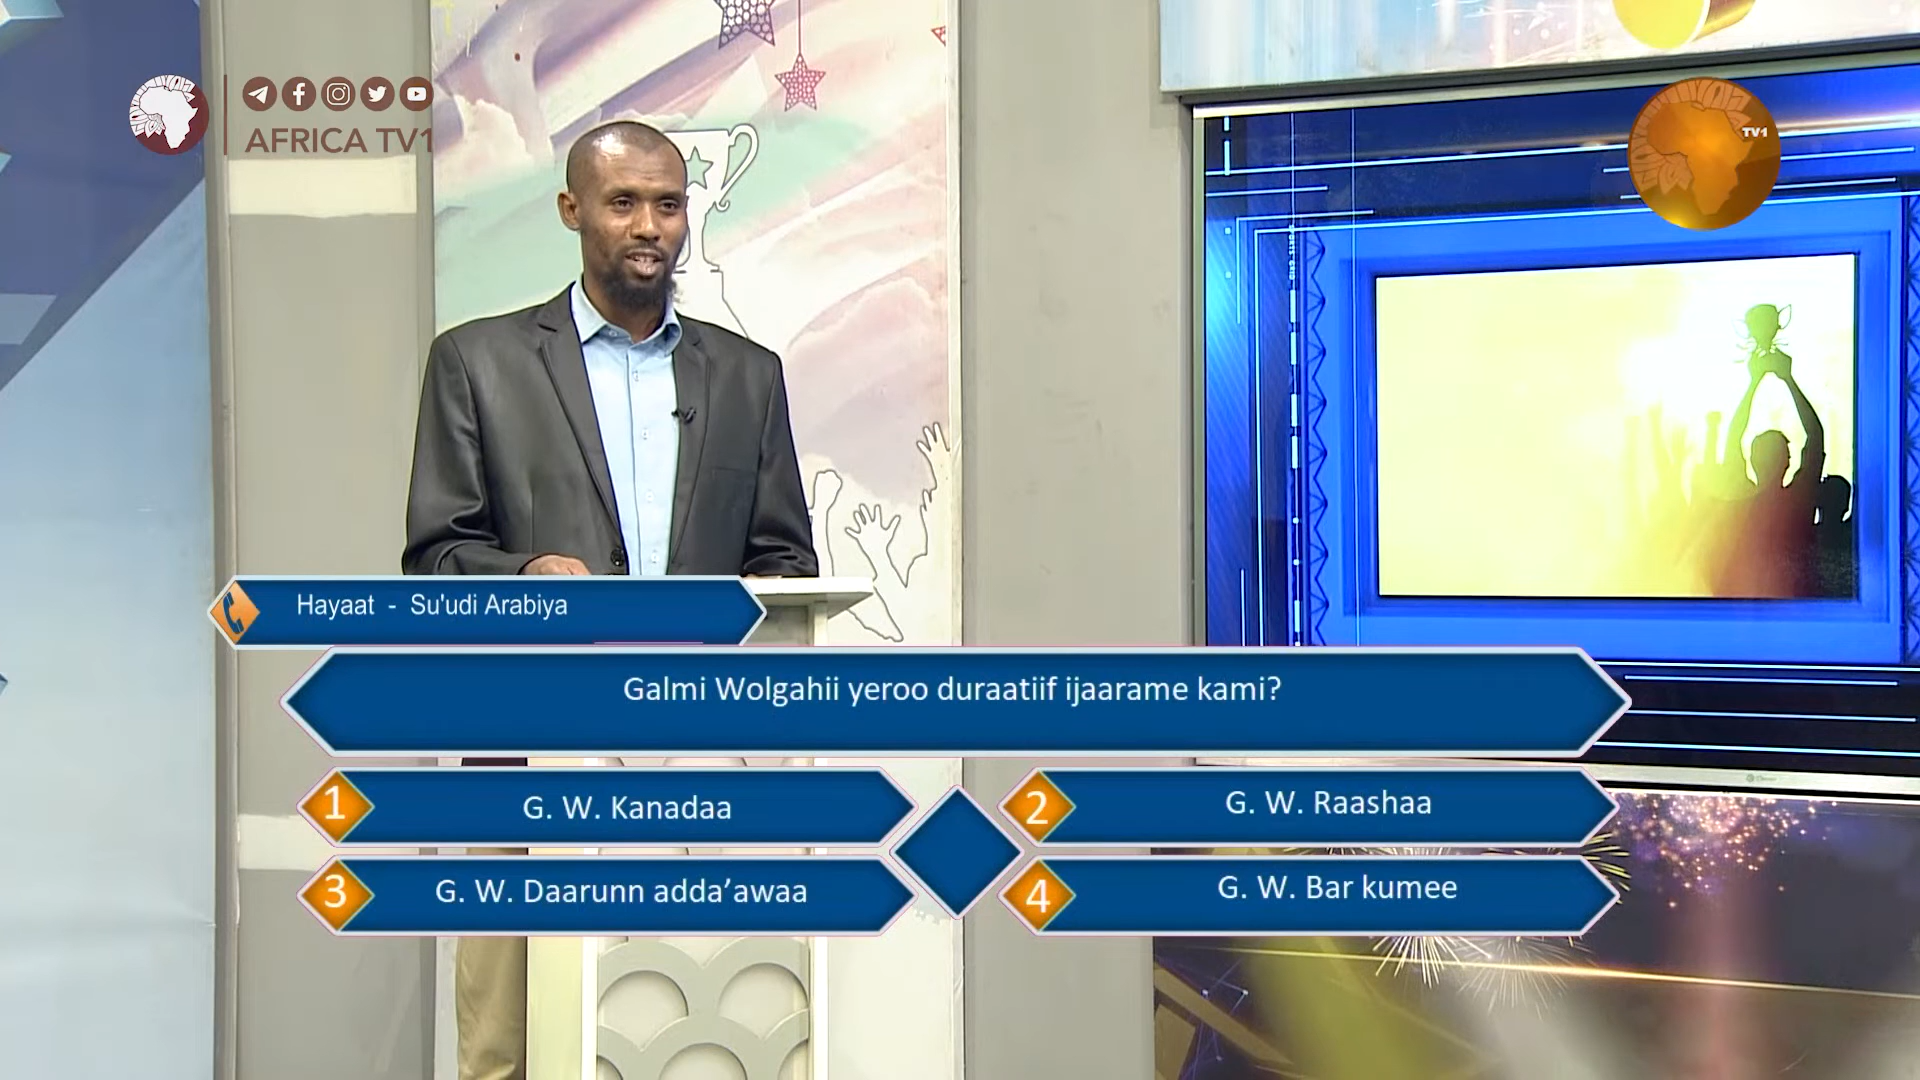 AFRICA TV1
TV1
Hayaat - Su'udi Arabiya
Galmi Wolgahii yeroo duraatiif ijaarame kami?
1 G. W. Kanadaa
2 G. W. Raashaa
3 G. W. Daarunn adda’awaa
4 G. W. Bar kumee